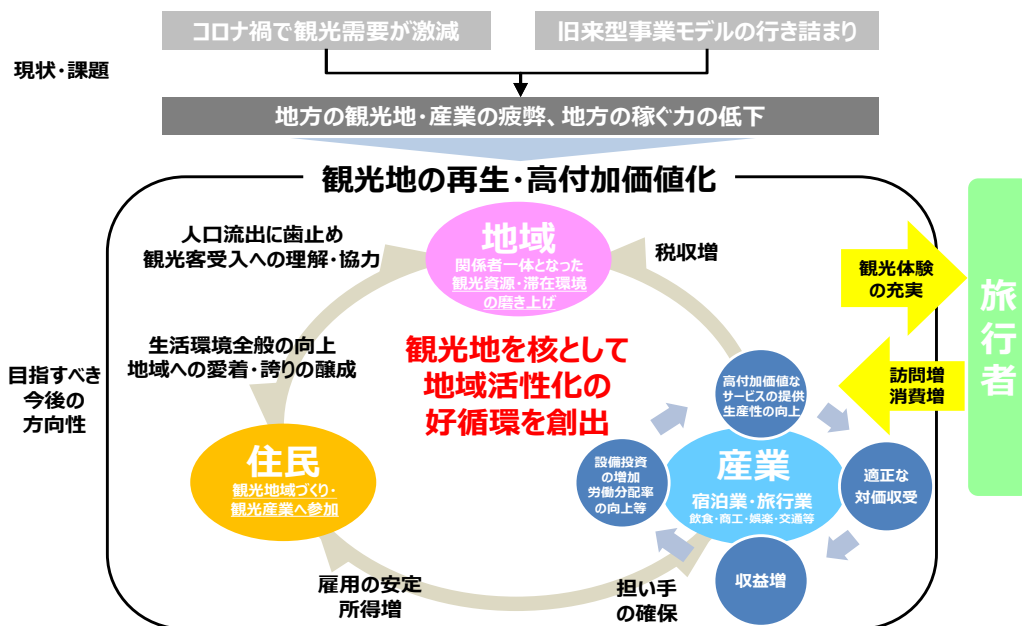 コロナ禍で観光需要が激減
旧来型事業モデルの行き詰まり
現状・課題
地方の観光地・産業の疲弊、地方の稼ぐ力の低下
観光地の再生・高付加価値化
人口流出に歯止め
観光客受入への理解・協力
地域
関係者一体となった
観光資源・滞在環境
の磨き上げ
税収増
観光体験
の充実
旅行者
生活環境全般の向上
地域への愛着・誇りの醸成
観光地を核として
地域活性化の
好循環を創出
訪問増
消費増
目指すべき
今後の
方向性
高付加価値な
サービスの提供
生産性の向上
住民
観光地域づくり・
観光産業へ参加
設備投資
の増加
労働分配率
の向上等
産業
宿泊業・旅行業
飲食・商工・娯楽・交通等
適正な
対価収受
収益増
雇用の安定
所得増
担い手
の確保